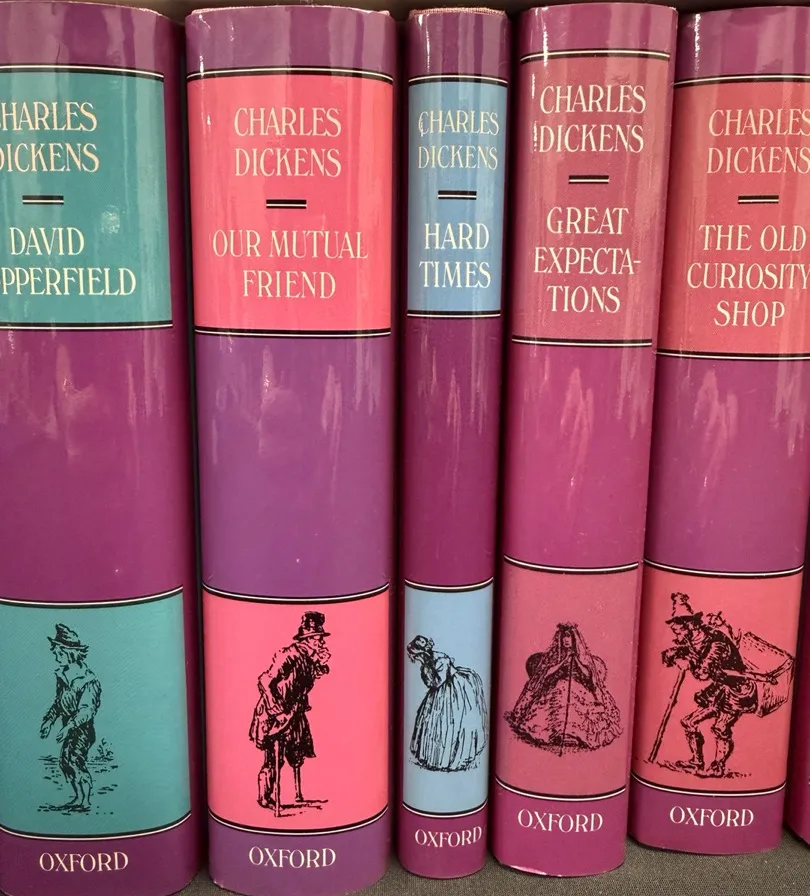 CHARLES
DICKENS
DAVID
OPPERFIELD
OXFORD
CHARLES
DICKENS
OUR MUTUAL
FRIEND
OXFORD
CHARLES
DICKENS
HARD
TIMES
OXFORD
CHARLES
DICKENS
GREAT
EXPECTA-
TIONS
OXFORD
CHARLES
DICKENS
THE OLD
CURIOSITY
SHOP
OXFORD